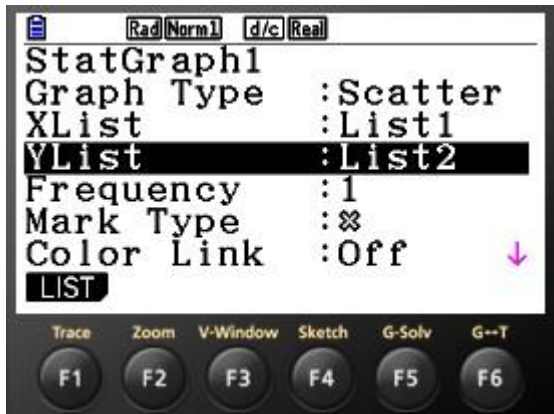 Rad Norm1 d/c Real
StatGraph1
Graph Type :Scatter
XList :List1
YList :List2
Frequency :1
Mark Type :
Color Link :Off ↓
LIST
Trace Zoom V-Window Sketch G-Solv G↔T
F1 F2 F3 F4 F5 F6